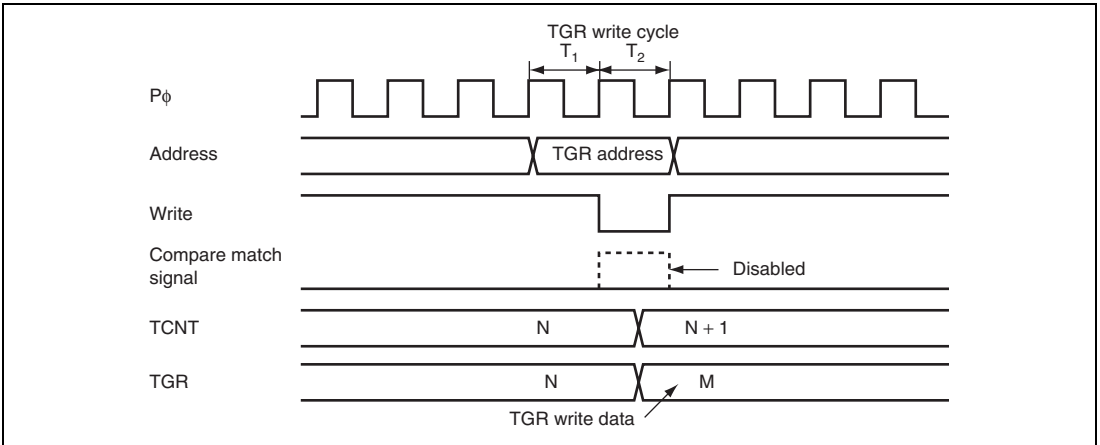 TGR write cycle
T1 T2
Pϕ
Address
TGR address
Write
Compare match
signal
Disabled
TCNT
N
N + 1
TGR
N
M
TGR write data